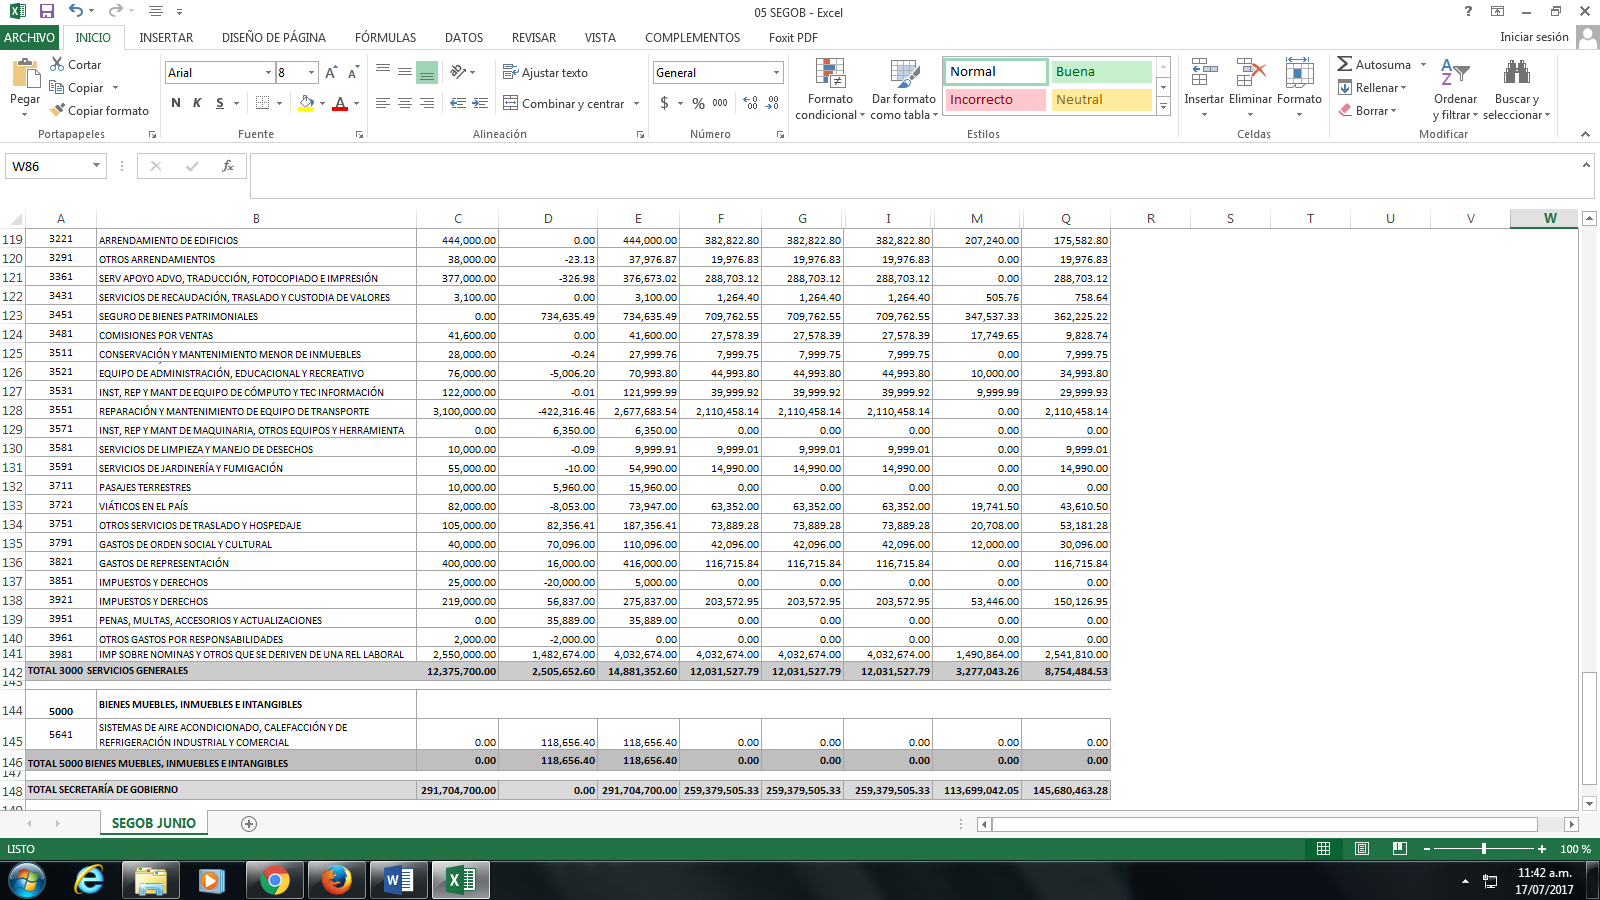 05 SEGOB - Excel
ARCHIVO INICIO INSERTAR DISEÑO DE PÁGINA FÓRMULAS DATOS REVISAR VISTA COMPLEMENTOS Foxit PDF Iniciar sesión
Pegar Cortar Copiar Copiar formato Portapapeles
Arial 8 N K S Fuente
Ajustar texto Combinar y centrar Alineación
General $ % 000 Número
Formato condicional Dar formato como tabla Normal Buena Incorrecto Neutral Estilos
Insertar Eliminar Formato Celdas
Autosuma Rellenar Borrar Ordenar y filtrar Buscar y seleccionar Modificar
W86 fx
A B C D E F G I M Q R S T U V W
119 3221 ARRENDAMIENTO DE EDIFICIOS 444,000.00 0.00 444,000.00 382,822.80 382,822.80 382,822.80 207,240.00 175,582.80
120 3291 OTROS ARRENDAMIENTOS 38,000.00 -23.13 37,976.87 19,976.83 19,976.83 19,976.83 0.00 19,976.83
121 3361 SERV APOYO ADVO, TRADUCCIÓN, FOTOCOPIADO E IMPRESIÓN 377,000.00 -326.98 376,673.02 288,703.12 288,703.12 288,703.12 0.00 288,703.12
122 3431 SERVICIOS DE RECAUDACIÓN, TRASLADO Y CUSTODIA DE VALORES 3,100.00 0.00 3,100.00 1,264.40 1,264.40 1,264.40 505.76 758.64
123 3451 SEGURO DE BIENES PATRIMONIALES 0.00 734,635.49 734,635.49 709,762.55 709,762.55 709,762.55 347,537.33 362,225.22
124 3481 COMISIONES POR VENTAS 41,600.00 0.00 41,600.00 27,578.39 27,578.39 27,578.39 17,749.65 9,828.74
125 3511 CONSERVACIÓN Y MANTENIMIENTO MENOR DE INMUEBLES 28,000.00 -0.24 27,999.76 7,999.75 7,999.75 7,999.75 0.00 7,999.75
126 3521 EQUIPO DE ADMINISTRACIÓN, EDUCACIONAL Y RECREATIVO 76,000.00 -5,006.20 70,993.80 44,993.80 44,993.80 44,993.80 10,000.00 34,993.80
127 3531 INST, REP Y MANT DE EQUIPO DE CÓMPUTO Y TEC INFORMACIÓN 122,000.00 -0.01 121,999.99 39,999.92 39,999.92 39,999.92 9,999.99 29,999.93
128 3551 REPARACIÓN Y MANTENIMIENTO DE EQUIPO DE TRANSPORTE 3,100,000.00 -422,316.46 2,677,683.54 2,110,458.14 2,110,458.14 2,110,458.14 0.00 2,110,458.14
129 3571 INST, REP Y MANT DE MAQUINARIA, OTROS EQUIPOS Y HERRAMIENTA 0.00 6,350.00 6,350.00 0.00 0.00 0.00 0.00 0.00
130 3581 SERVICIOS DE LIMPIEZA Y MANEJO DE DESECHOS 10,000.00 -0.09 9,999.91 9,999.01 9,999.01 9,999.01 0.00 9,999.01
131 3591 SERVICIOS DE JARDINERÍA Y FUMIGACIÓN 55,000.00 -10.00 54,990.00 14,990.00 14,990.00 14,990.00 0.00 14,990.00
132 3711 PASAJES TERRESTRES 10,000.00 5,960.00 15,960.00 0.00 0.00 0.00 0.00 0.00
133 3721 VIÁTICOS EN EL PAÍS 82,000.00 -8,053.00 73,947.00 63,352.00 63,352.00 63,352.00 19,741.50 43,610.50
134 3751 OTROS SERVICIOS DE TRASLADO Y HOSPEDAJE 105,000.00 82,356.41 187,356.41 73,889.28 73,889.28 73,889.28 20,708.00 53,181.28
135 3791 GASTOS DE ORDEN SOCIAL Y CULTURAL 40,000.00 70,096.00 110,096.00 42,096.00 42,096.00 42,096.00 12,000.00 30,096.00
136 3821 GASTOS DE REPRESENTACIÓN 400,000.00 16,000.00 416,000.00 116,715.84 116,715.84 116,715.84 0.00 116,715.84
137 3851 IMPUESTOS Y DERECHOS 25,000.00 -20,000.00 5,000.00 0.00 0.00 0.00 0.00 0.00
138 3921 IMPUESTOS Y DERECHOS 219,000.00 56,837.00 275,837.00 203,572.95 203,572.95 203,572.95 53,446.00 150,126.95
139 3951 PENAS, MULTAS, ACCESORIOS Y ACTUALIZACIONES 0.00 35,889.00 35,889.00 0.00 0.00 0.00 0.00 0.00
140 3961 OTROS GASTOS POR RESPONSABILIDADES 2,000.00 -2,000.00 0.00 0.00 0.00 0.00 0.00 0.00
141 3981 IMP SOBRE NOMINAS Y OTROS QUE SE DERIVEN DE UNA REL LABORAL 2,550,000.00 1,482,674.00 4,032,674.00 4,032,674.00 4,032,674.00 4,032,674.00 1,490,864.00 2,541,810.00
142 TOTAL 3000 SERVICIOS GENERALES 12,375,700.00 2,505,652.60 14,881,352.60 12,031,527.79 12,031,527.79 12,031,527.79 3,277,043.26 8,754,484.53
143
144 5000 BIENES MUEBLES, INMUEBLES E INTANGIBLES
145 5641 SISTEMAS DE AIRE ACONDICIONADO, CALEFACCIÓN Y DE
REFRIGERACIÓN INDUSTRIAL Y COMERCIAL 0.00 118,656.40 118,656.40 0.00 0.00 0.00 0.00 0.00
146 TOTAL 5000 BIENES MUEBLES, INMUEBLES E INTANGIBLES 0.00 118,656.40 118,656.40 0.00 0.00 0.00 0.00 0.00
147
148 TOTAL SECRETARÍA DE GOBIERNO 291,704,700.00 0.00 291,704,700.00 259,379,505.33 259,379,505.33 259,379,505.33 113,699,042.05 145,680,463.28
149
SEGOB JUNIO
LISTO 100 %
11:42 a.m.
17/07/2017